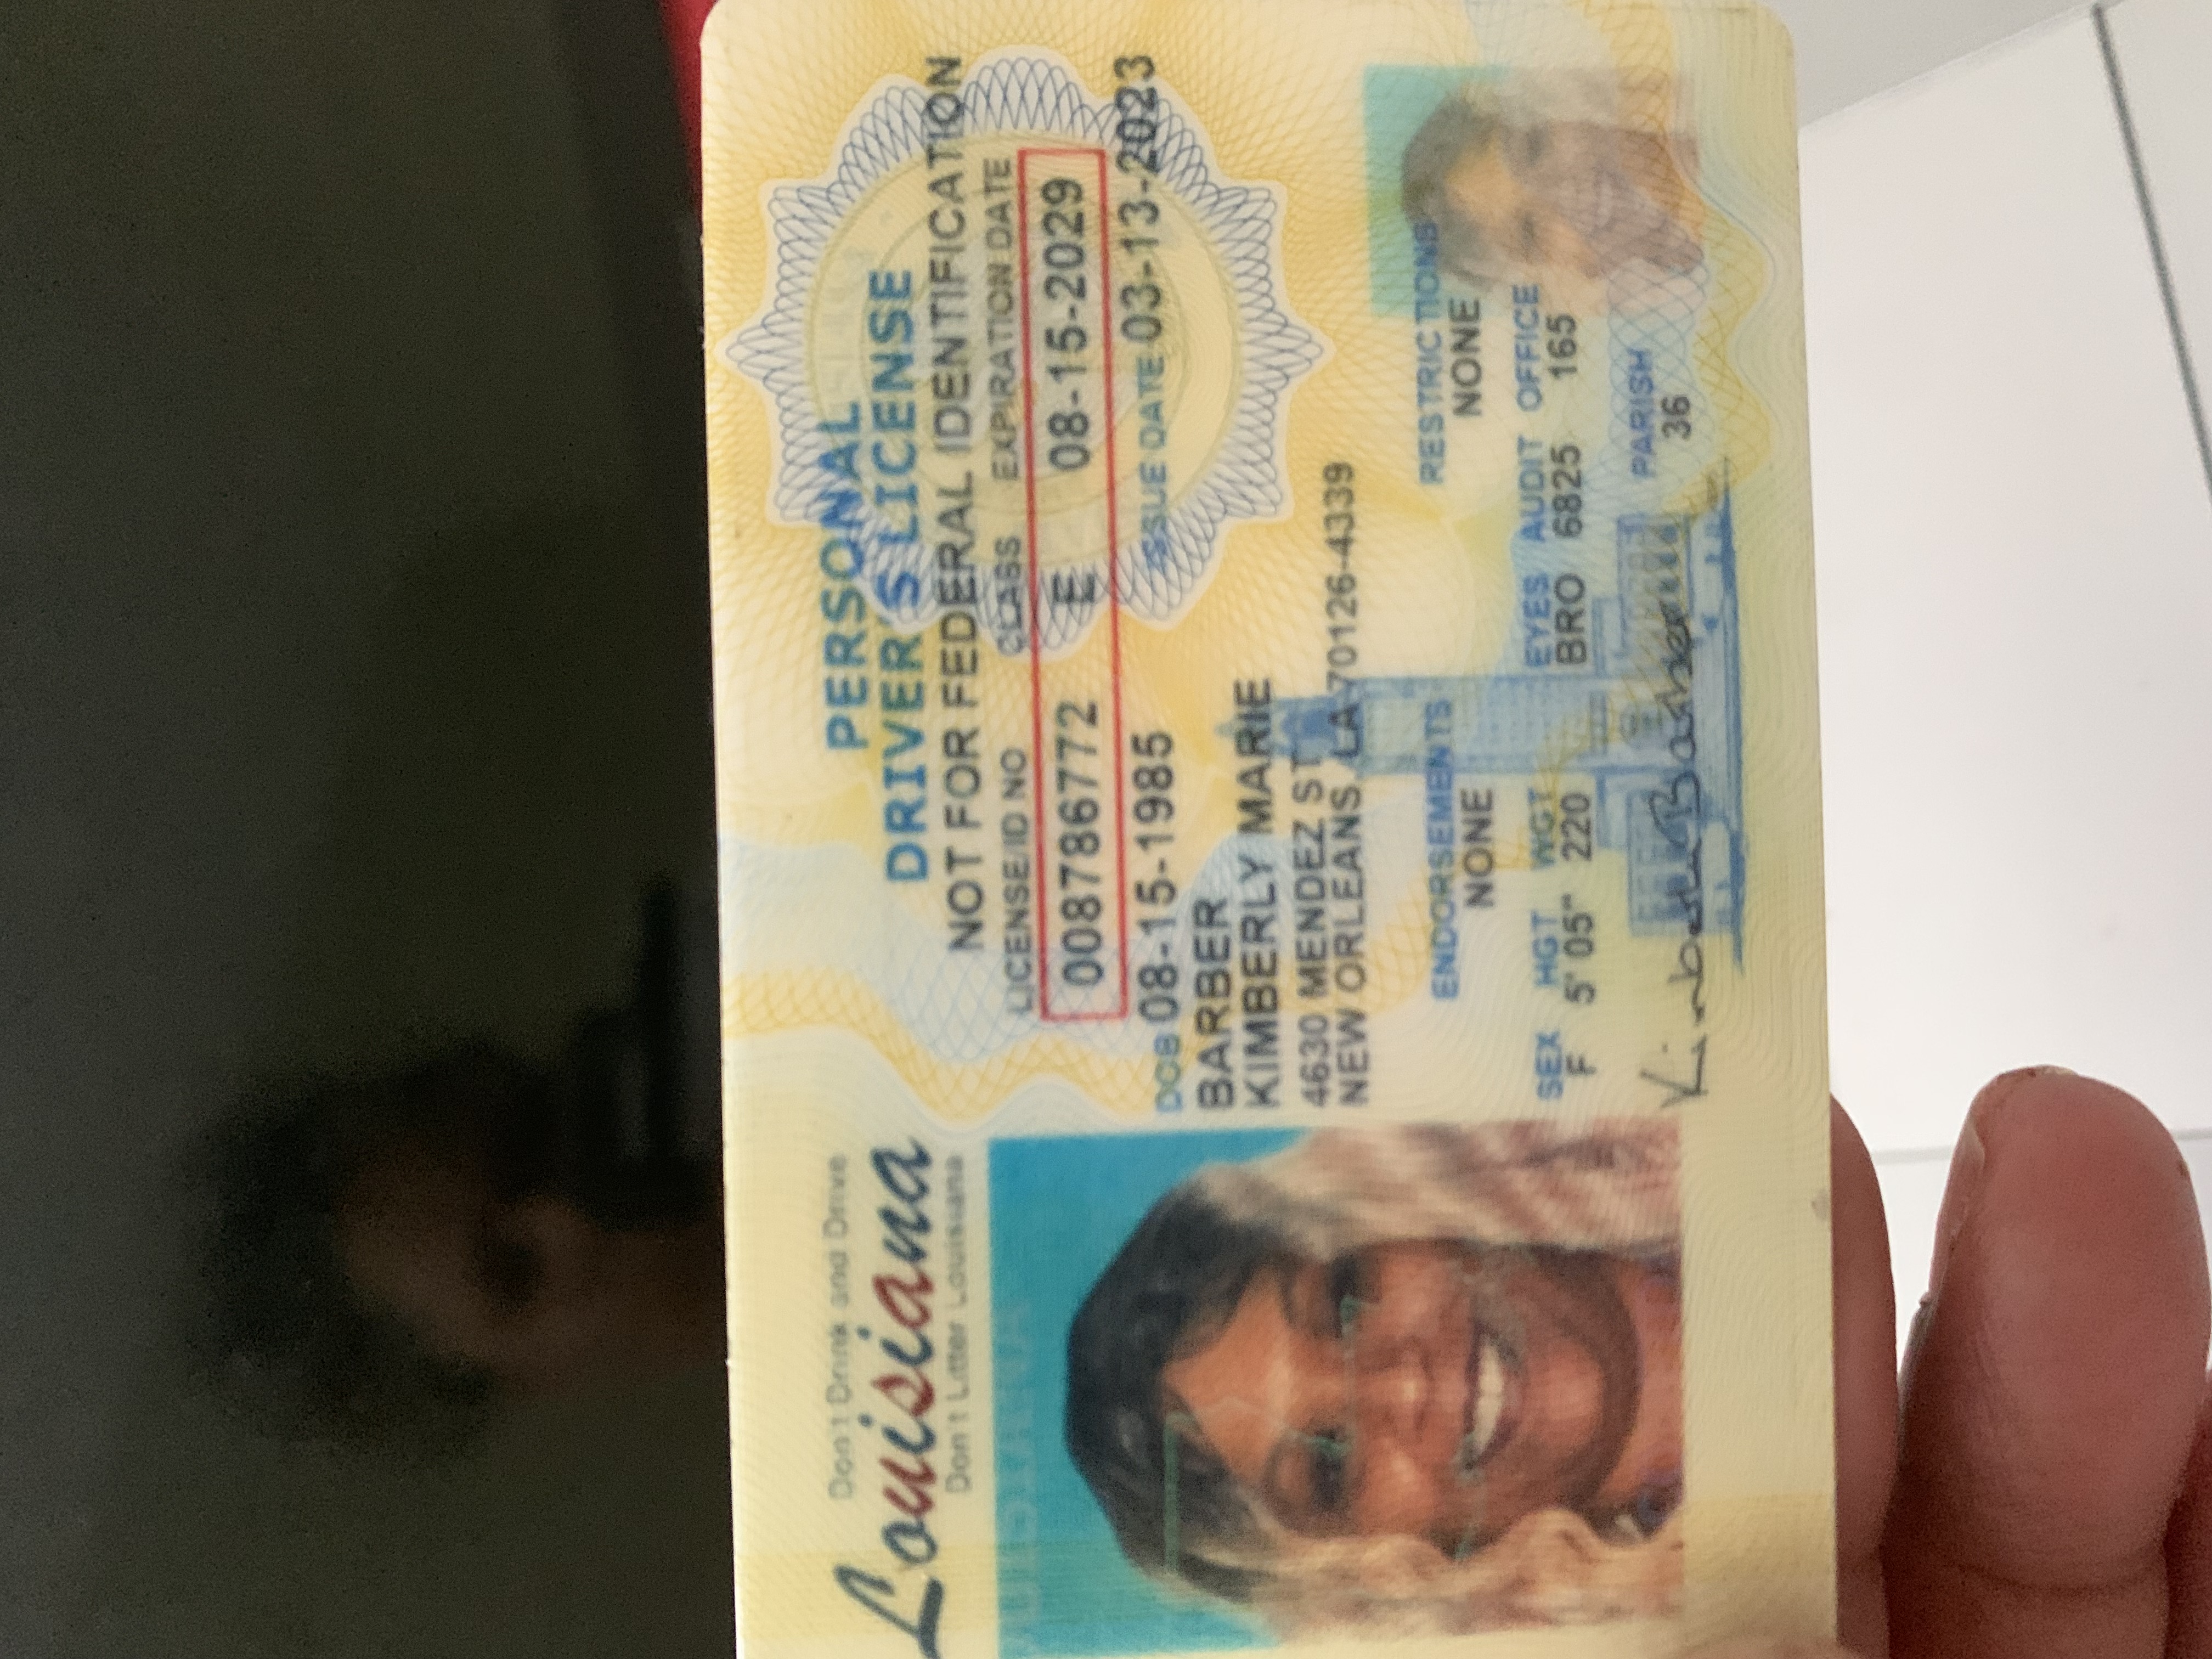 Don't Drink and Drive
Louisiana
Don't Litter Louisiana
PERSONAL
DRIVER'S LICENSE
NOT FOR FEDERAL IDENTIFICATION
LICENSE/ID NO CLASS EXPIRATION DATE
008786772 E 08-15-2029
DOB 08-15-1985 ISSUE DATE 03-13-2023
BARBER
KIMBERLY MARIE
4630 MENDEZ ST
NEW ORLEANS, LA 70126-4339
ENDORSEMENTS RESTRICTIONS
NONE NONE
SEX HGT WGT EYES AUDIT OFFICE
F 5' 05" 220 BRO 6825 165
PARISH
36
Kimberly Barber
LOUISIANA